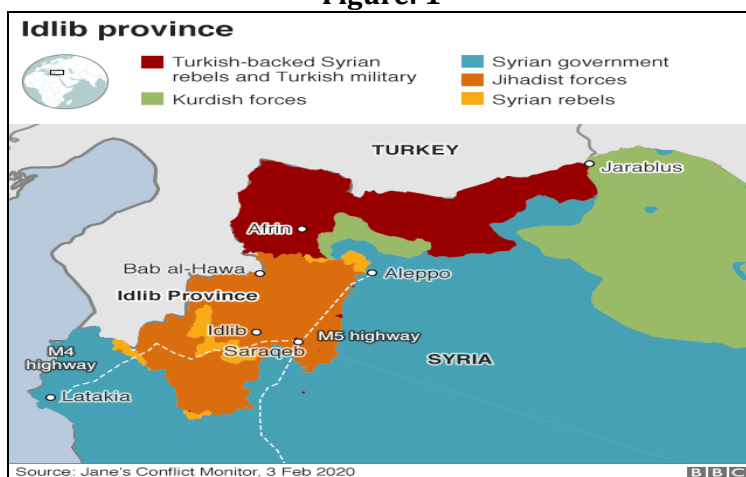 Figure. 1
Idlib province
Turkish-backed Syrian
rebels and Turkish military
Kurdish forces
Syrian government
Jihadist forces
Syrian rebels
TURKEY
Jarablus
Afrin
Bab al-Hawa
Aleppo
Idlib Province
Idlib
M5 highway
Saraqeb
M4
highway
SYRIA
Latakia
Source: Jane's Conflict Monitor, 3 Feb 2020
BBC